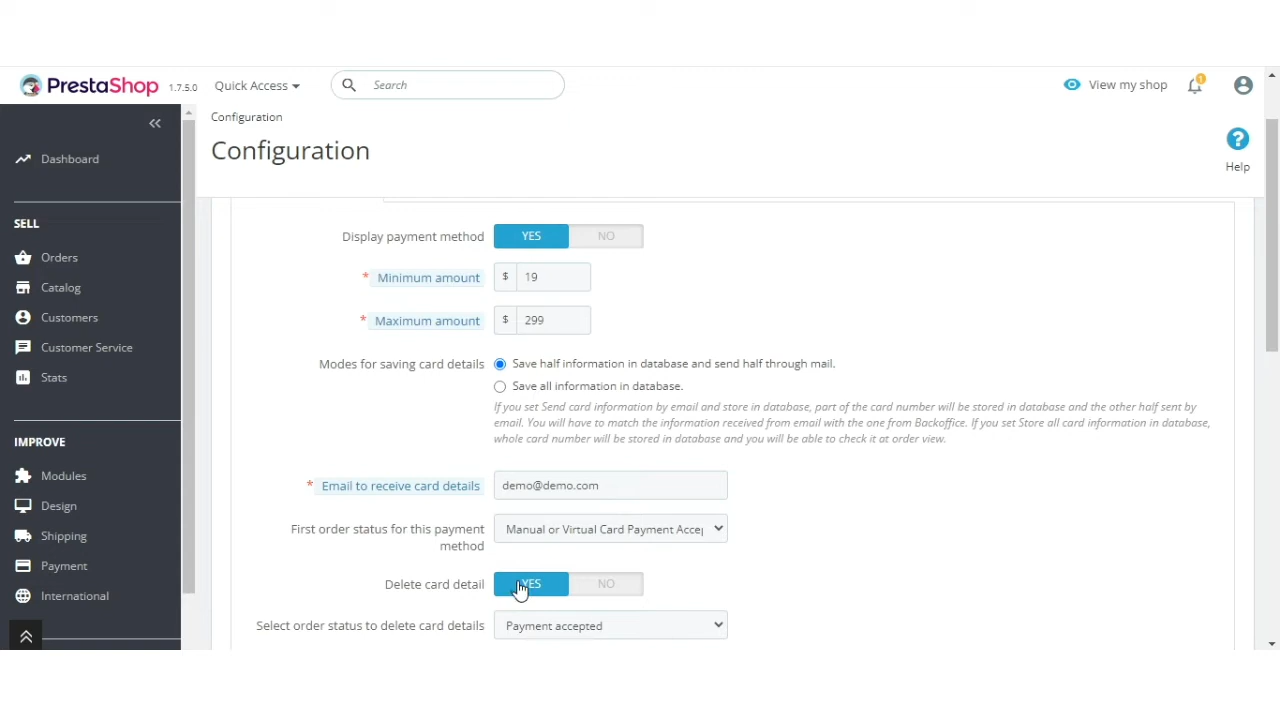 PrestaShop 1.7.5.0 Quick Access Search View my shop 1
Configuration
Configuration
? Help
Dashboard
SELL
Orders
Catalog
Customers
Customer Service
Stats
IMPROVE
Modules
Design
Shipping
Payment
International
Display payment method YES NO
* Minimum amount $ 19
* Maximum amount $ 299
Modes for saving card details Save half information in database and send half through mail.
Save all information in database.
If you set Send card information by email and store in database, part of the card number will be stored in database and the other half sent by
email. You will have to match the information received from email with the one from Backoffice. If you set Store all card information in database,
whole card number will be stored in database and you will be able to check it at order view.
* Email to receive card details demo@demo.com
First order status for this payment
method
Manual or Virtual Card Payment Accep
Delete card detail YES NO
Select order status to delete card details Payment accepted